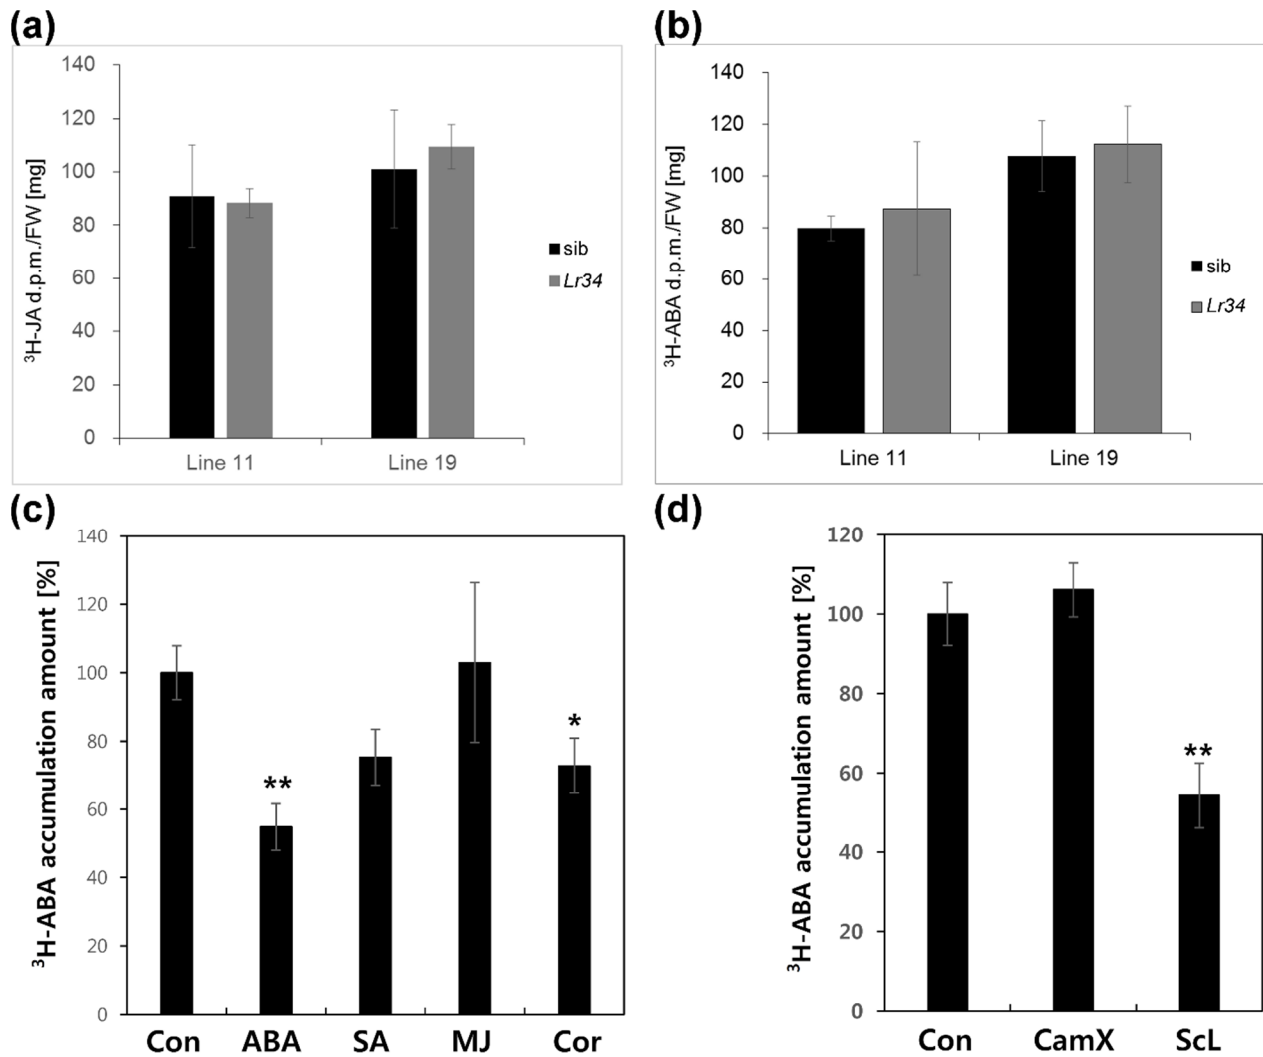 (a)
140
120
100
80
60
40
20
0
³H-JA d.p.m./FW [mg]
Line 11
Line 19
sib
Lr34
(b)
140
120
100
80
60
40
20
0
³H-ABA d.p.m./FW [mg]
Line 11
Line 19
sib
Lr34
(c)
140
120
100
80
60
40
20
0
³H-ABA accumulation amount [%]
**
*
Con ABA SA MJ Cor
(d)
120
100
80
60
40
20
0
³H-ABA accumulation amount [%]
**
Con CamX ScL